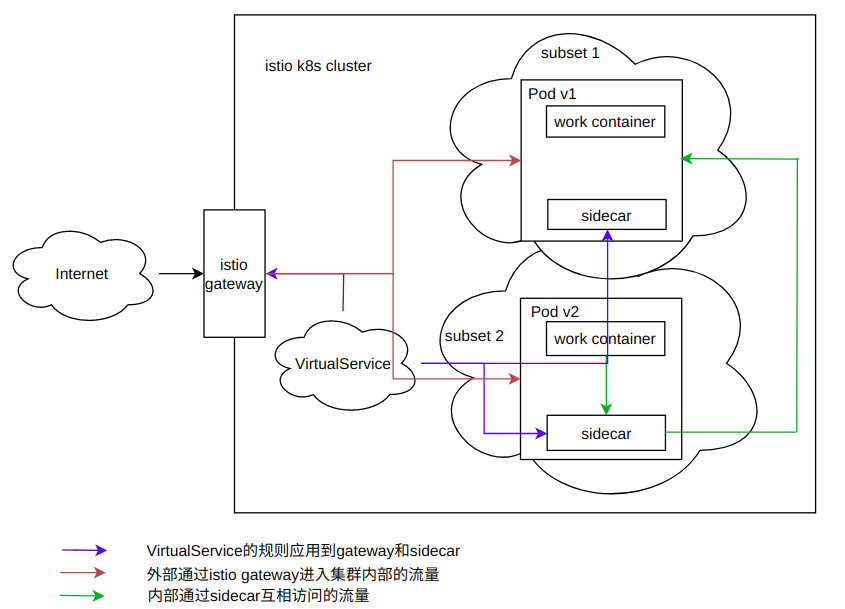 istio k8s cluster
subset 1
Pod v1
work container
sidecar
Internet
istio
gateway
VirtualService
subset 2
Pod v2
work container
sidecar
VirtualService的规则应用到gateway和sidecar
外部通过istio gateway进入集群内部的流量
内部通过sidecar互相访问的流量